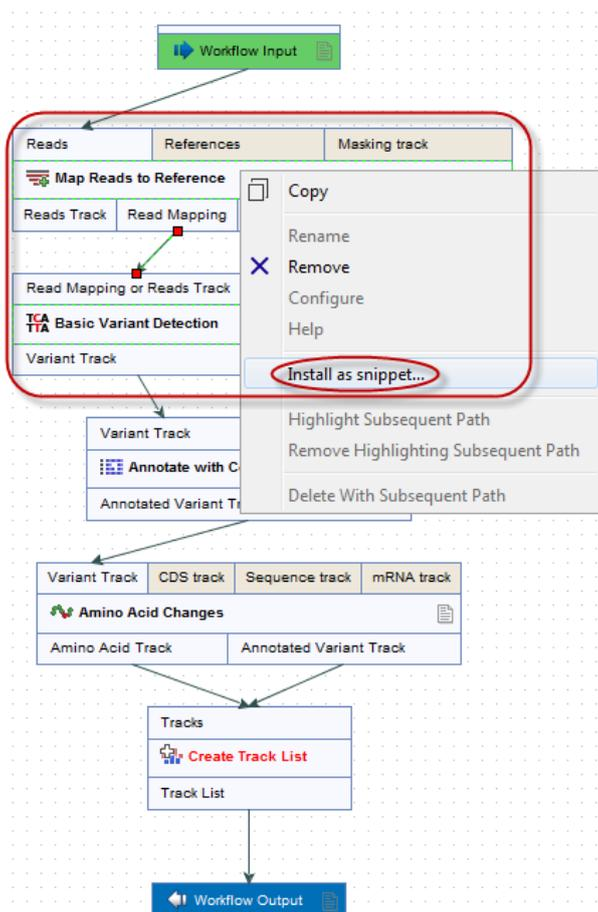 Workflow Input
Reads References Masking track
Map Reads to Reference
Reads Track Read Mapping
Read Mapping or Reads Track
Basic Variant Detection
Variant Track
Copy
Rename
Remove
Configure
Help
Install as snippet...
Highlight Subsequent Path
Remove Highlighting Subsequent Path
Delete With Subsequent Path
Variant Track
Annotate with
Annotated Variant
Variant Track CDS track Sequence track mRNA track
Amino Acid Changes
Amino Acid Track Annotated Variant Track
Tracks
Create Track List
Track List
Workflow Output